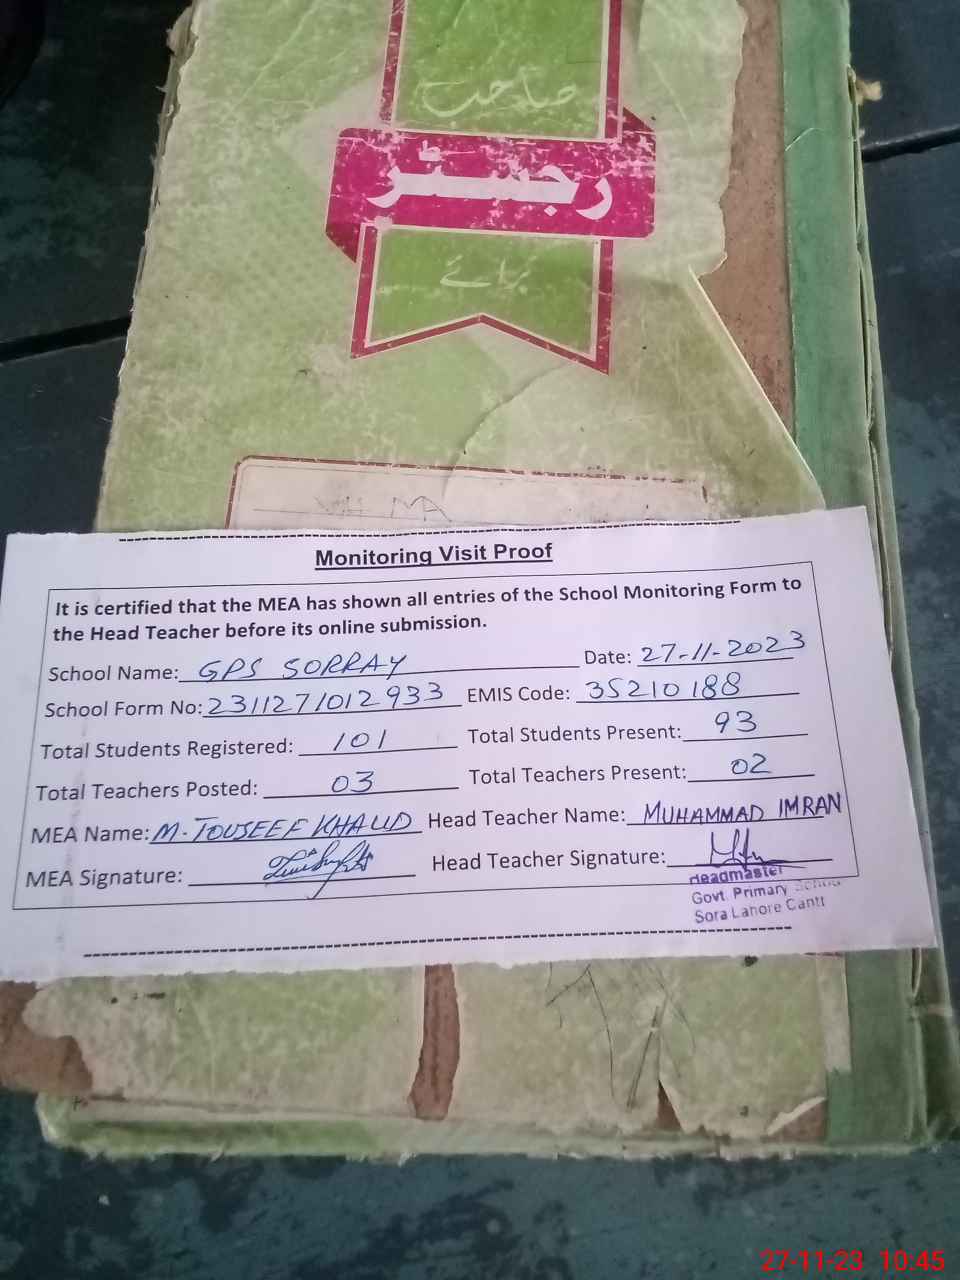 صاحب
رجسٹر
برائے
Monitoring Visit Proof
It is certified that the MEA has shown all entries of the School Monitoring Form to
the Head Teacher before its online submission.
School Name: GPS SORRAY Date: 27-11-2023
School Form No: 2311271012933 EMIS Code: 35210188
Total Students Registered: 101 Total Students Present: 93
Total Teachers Posted: 03 Total Teachers Present: 02
MEA Name: M. TOUSEEF KHALID Head Teacher Name: MUHAMMAD IMRAN
MEA Signature: Head Teacher Signature:
Headmaster
Govt. Primary School
Sora Lahore Cantt
27-11-23 10:45